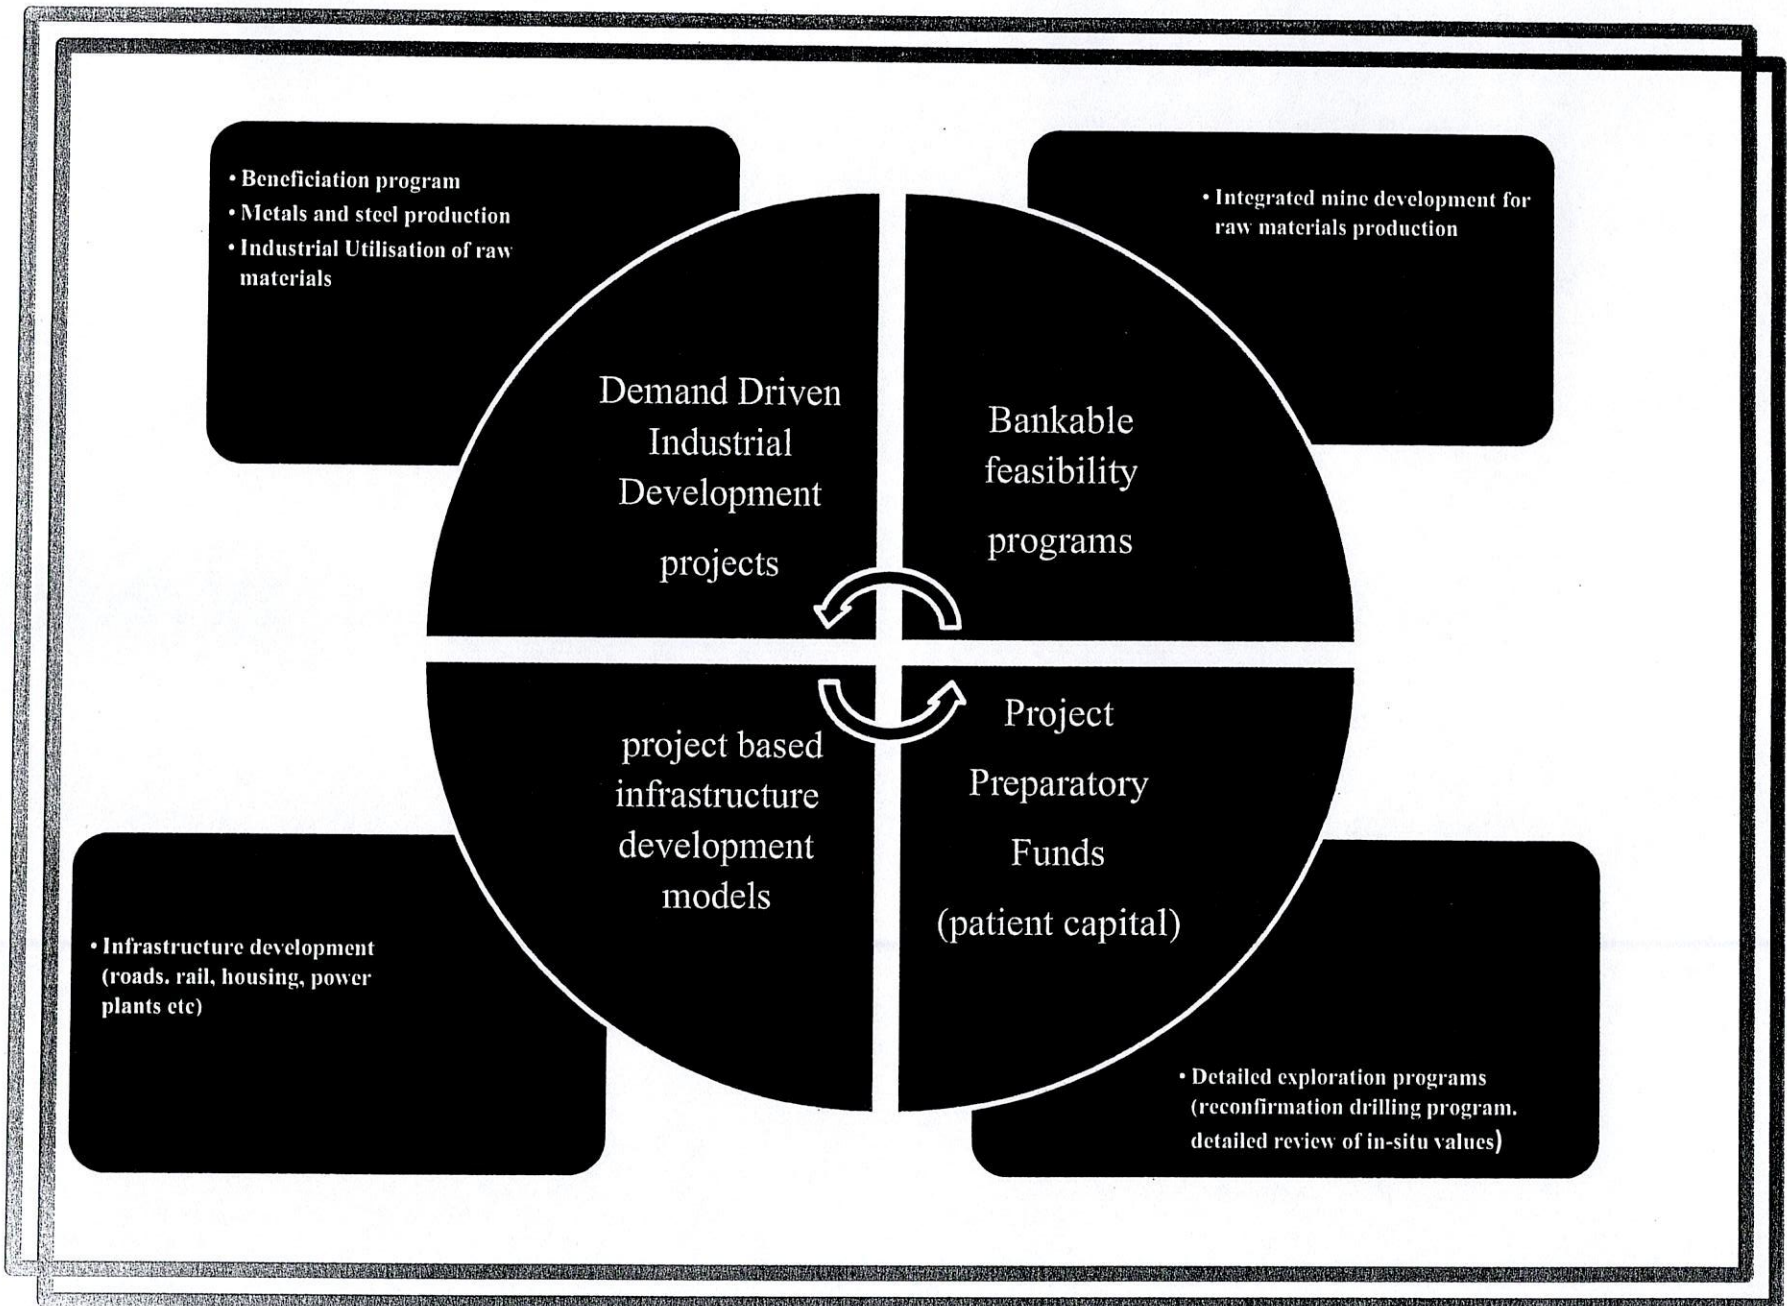 • Beneficiation program
• Metals and steel production
• Industrial Utilisation of raw
materials
• Integrated mine development for
raw materials production
Demand Driven
Industrial
Development
projects
Bankable
feasibility
programs
project based
infrastructure
development
models
Project
Preparatory
Funds
(patient capital)
• Infrastructure development
(roads. rail, housing, power
plants etc)
• Detailed exploration programs
(reconfirmation drilling program.
detailed review of in-situ values)